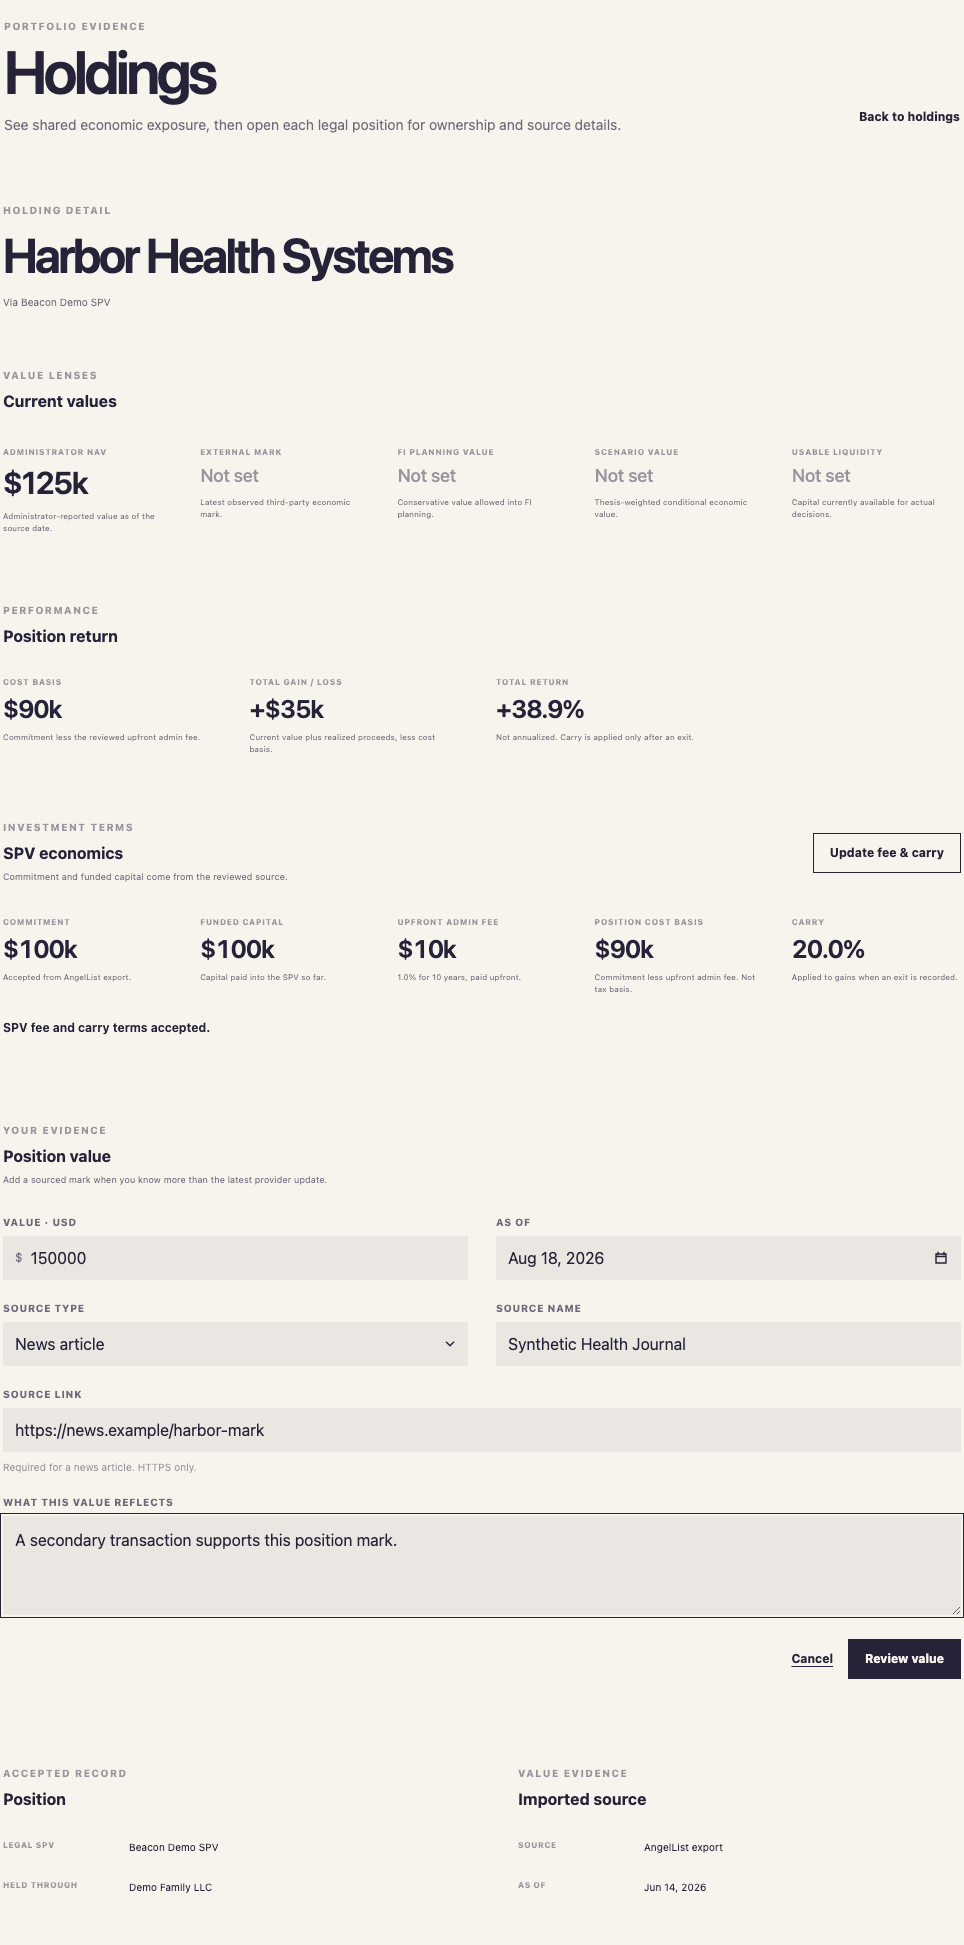 PORTFOLIO EVIDENCE
Holdings
See shared economic exposure, then open each legal position for ownership and source details.
Back to holdings
HOLDING DETAIL
Harbor Health Systems
Via Beacon Demo SPV
VALUE LENSES
Current values
ADMINISTRATOR NAV
$125k
Administrator-reported value as of the
source date.
EXTERNAL MARK
Not set
Latest observed third-party economic
mark.
FI PLANNING VALUE
Not set
Conservative value allowed into FI
planning.
SCENARIO VALUE
Not set
Thesis-weighted conditional economic
value.
USABLE LIQUIDITY
Not set
Capital currently available for actual
decisions.
PERFORMANCE
Position return
COST BASIS
$90k
Commitment less the reviewed upfront admin fee.
TOTAL GAIN / LOSS
+$35k
Current value plus realized proceeds, less cost
basis.
TOTAL RETURN
+38.9%
Not annualized. Carry is applied only after an exit.
INVESTMENT TERMS
SPV economics
Commitment and funded capital come from the reviewed source.
Update fee & carry
COMMITMENT
$100k
Accepted from AngelList export.
FUNDED CAPITAL
$100k
Capital paid into the SPV so far.
UPFRONT ADMIN FEE
$10k
1.0% for 10 years, paid upfront.
POSITION COST BASIS
$90k
Commitment less upfront admin fee. Not
tax basis.
CARRY
20.0%
Applied to gains when an exit is recorded.
SPV fee and carry terms accepted.
YOUR EVIDENCE
Position value
Add a sourced mark when you know more than the latest provider update.
VALUE · USD
$ 150000
AS OF
Aug 18, 2026
SOURCE TYPE
News article
SOURCE NAME
Synthetic Health Journal
SOURCE LINK
https://news.example/harbor-mark
Required for a news article. HTTPS only.
WHAT THIS VALUE REFLECTS
A secondary transaction supports this position mark.
Cancel
Review value
ACCEPTED RECORD
Position
LEGAL SPV
Beacon Demo SPV
HELD THROUGH
Demo Family LLC
VALUE EVIDENCE
Imported source
SOURCE
AngelList export
AS OF
Jun 14, 2026